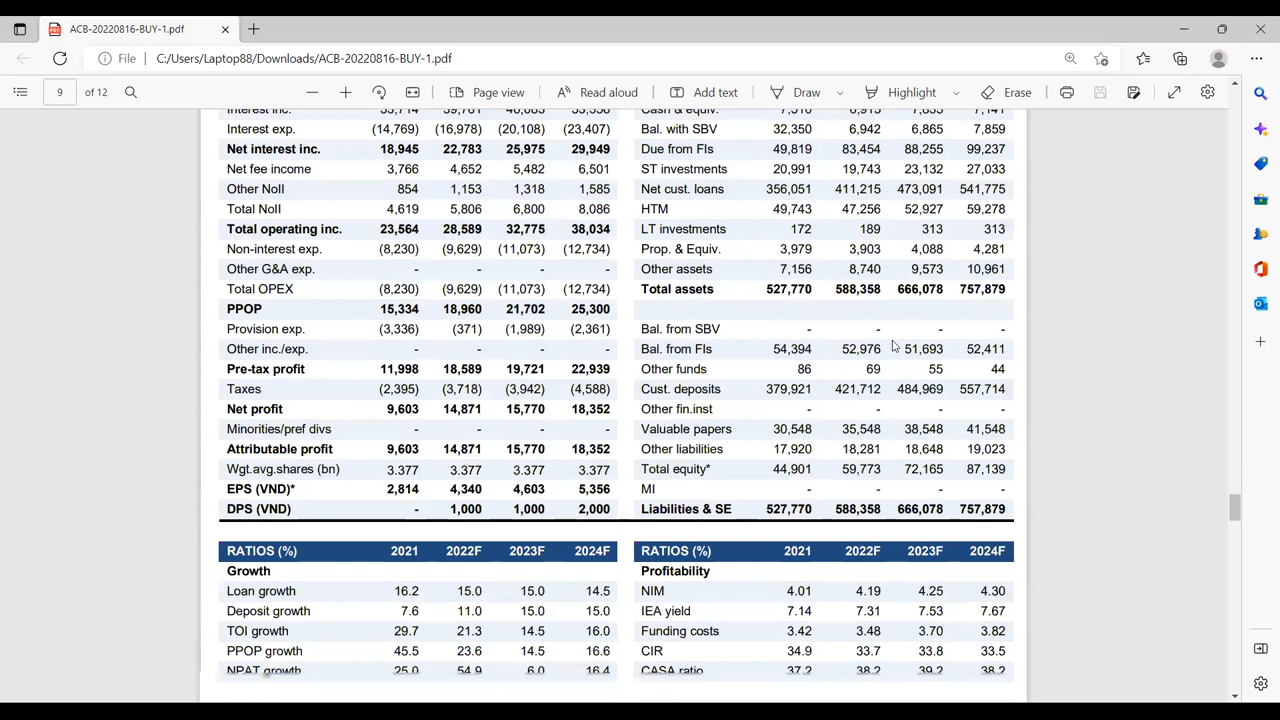 ACB-20220816-BUY-1.pdf
File C:/Users/Laptop88/Downloads/ACB-20220816-BUY-1.pdf
9 of 12 Page view Read aloud Add text Draw Highlight Erase
Interest inc.
Interest exp. (14,769) (16,978) (20,108) (23,407)
Net interest inc. 18,945 22,783 25,975 29,949
Net fee income 3,766 4,652 5,482 6,501
Other NoII 854 1,153 1,318 1,585
Total NoII 4,619 5,806 6,800 8,086
Total operating inc. 23,564 28,589 32,775 38,034
Non-interest exp. (8,230) (9,629) (11,073) (12,734)
Other G&A exp. - - - -
Total OPEX (8,230) (9,629) (11,073) (12,734)
PPOP 15,334 18,960 21,702 25,300
Provision exp. (3,336) (371) (1,989) (2,361)
Other inc./exp. - - - -
Pre-tax profit 11,998 18,589 19,721 22,939
Taxes (2,395) (3,718) (3,942) (4,588)
Net profit 9,603 14,871 15,770 18,352
Minorities/pref divs - - - -
Attributable profit 9,603 14,871 15,770 18,352
Wgt.avg.shares (bn) 3.377 3.377 3.377 3.377
EPS (VND)* 2,814 4,340 4,603 5,356
DPS (VND) - 1,000 1,000 2,000
Cash & equiv.
Bal. with SBV 32,350 6,942 6,865 7,859
Due from FIs 49,819 83,454 88,255 99,237
ST investments 20,991 19,743 23,132 27,033
Net cust. loans 356,051 411,215 473,091 541,775
HTM 49,743 47,256 52,927 59,278
LT investments 172 189 313 313
Prop. & Equiv. 3,979 3,903 4,088 4,281
Other assets 7,156 8,740 9,573 10,961
Total assets 527,770 588,358 666,078 757,879
Bal. from SBV - - - -
Bal. from FIs 54,394 52,976 51,693 52,411
Other funds 86 69 55 44
Cust. deposits 379,921 421,712 484,969 557,714
Other fin.inst - - - -
Valuable papers 30,548 35,548 38,548 41,548
Other liabilities 17,920 18,281 18,648 19,023
Total equity* 44,901 59,773 72,165 87,139
MI - - - -
Liabilities & SE 527,770 588,358 666,078 757,879
RATIOS (%) 2021 2022F 2023F 2024F
Growth
Loan growth 16.2 15.0 15.0 14.5
Deposit growth 7.6 11.0 15.0 15.0
TOI growth 29.7 21.3 14.5 16.0
PPOP growth 45.5 23.6 14.5 16.6
NPAT growth 25.0 54.9 6.0 16.4
RATIOS (%) 2021 2022F 2023F 2024F
Profitability
NIM 4.01 4.19 4.25 4.30
IEA yield 7.14 7.31 7.53 7.67
Funding costs 3.42 3.48 3.70 3.82
CIR 34.9 33.7 33.8 33.5
CASA ratio 37.2 38.2 39.2 38.2